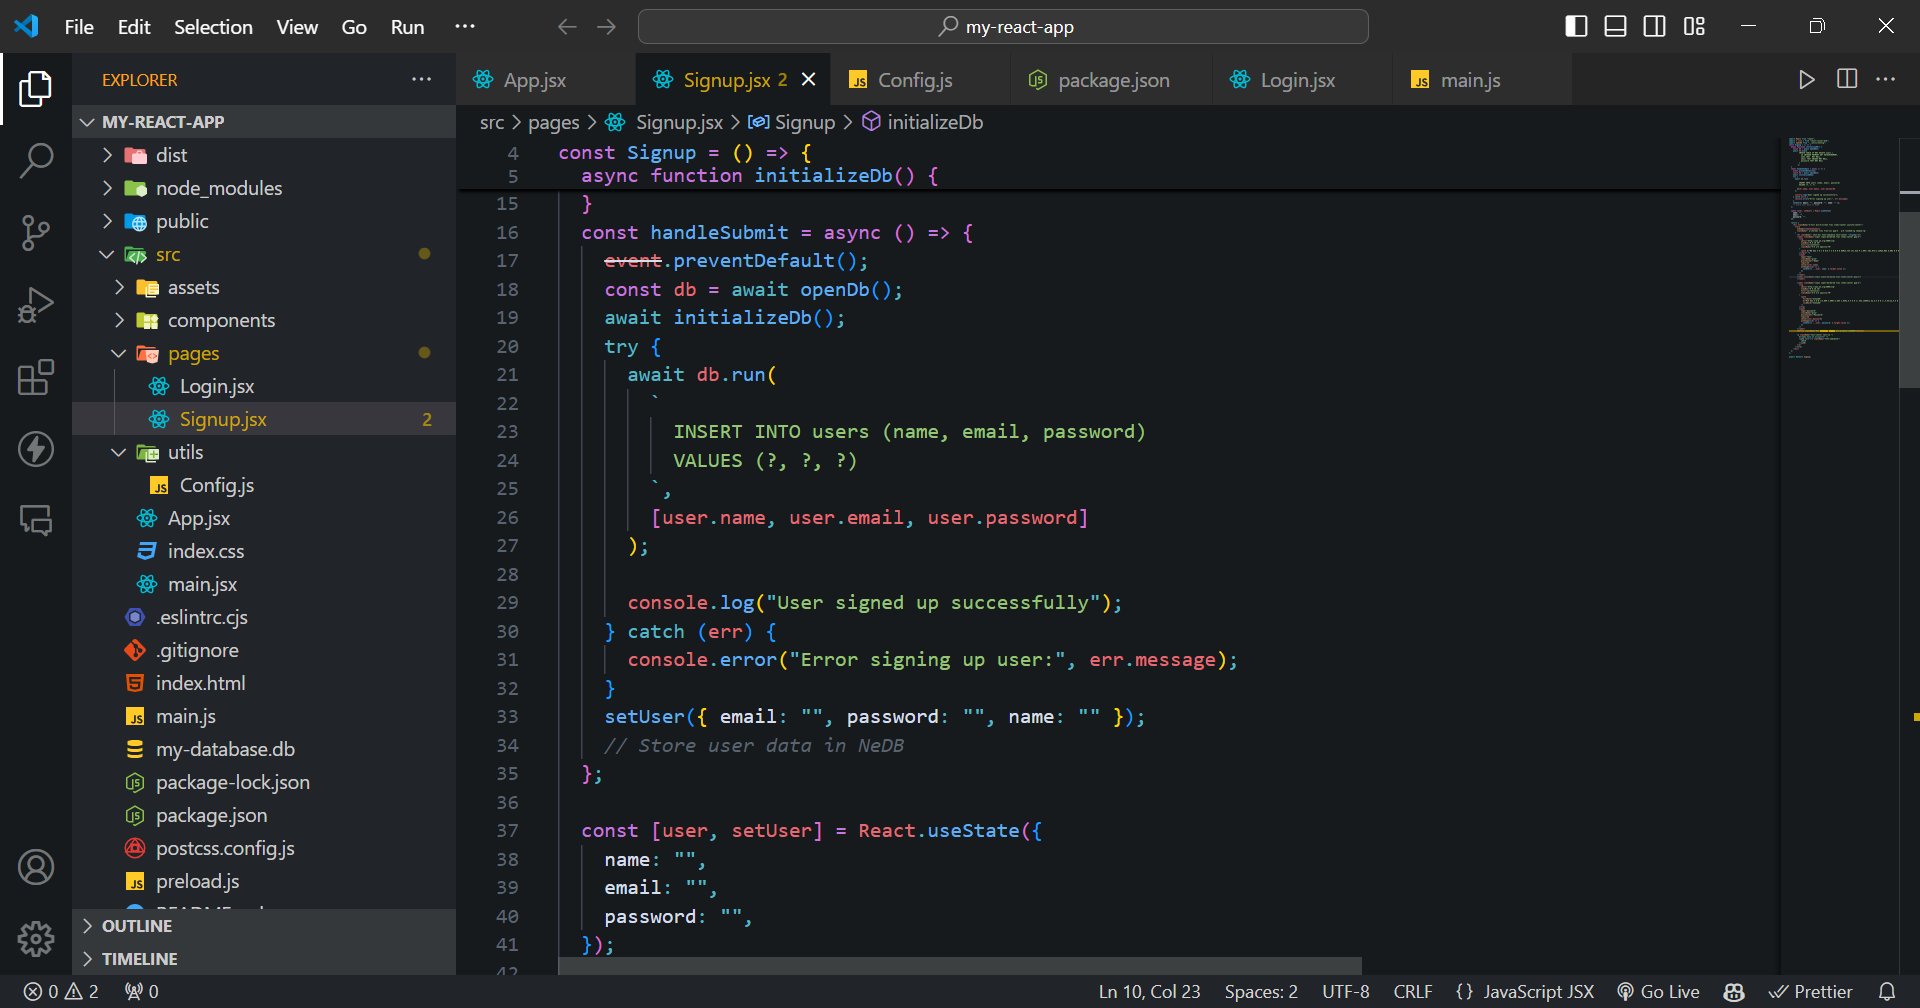 File Edit Selection View Go Run ···
my-react-app
EXPLORER
MY-REACT-APP
dist
node_modules
public
src
assets
components
pages
Login.jsx
Signup.jsx 2
utils
Config.js
App.jsx
index.css
main.jsx
.eslintrc.cjs
.gitignore
index.html
main.js
my-database.db
package-lock.json
package.json
postcss.config.js
preload.js
OUTLINE
TIMELINE
App.jsx Signup.jsx 2 Config.js package.json Login.jsx main.js
src > pages > Signup.jsx > Signup > initializeDb
4 const Signup = () => {
5 async function initializeDb() {
15 }
16 const handleSubmit = async () => {
17 event.preventDefault();
18 const db = await openDb();
19 await initializeDb();
20 try {
21 await db.run(
22 `
23 INSERT INTO users (name, email, password)
24 VALUES (?, ?, ?)
25 `,
26 [user.name, user.email, user.password]
27 );
28
29 console.log("User signed up successfully");
30 } catch (err) {
31 console.error("Error signing up user:", err.message);
32 }
33 setUser({ email: "", password: "", name: "" });
34 // Store user data in NeDB
35 };
36
37 const [user, setUser] = React.useState({
38 name: "",
39 email: "",
40 password: "",
41 });
42
0 2 0
Ln 10, Col 23 Spaces: 2 UTF-8 CRLF {} JavaScript JSX Go Live Prettier